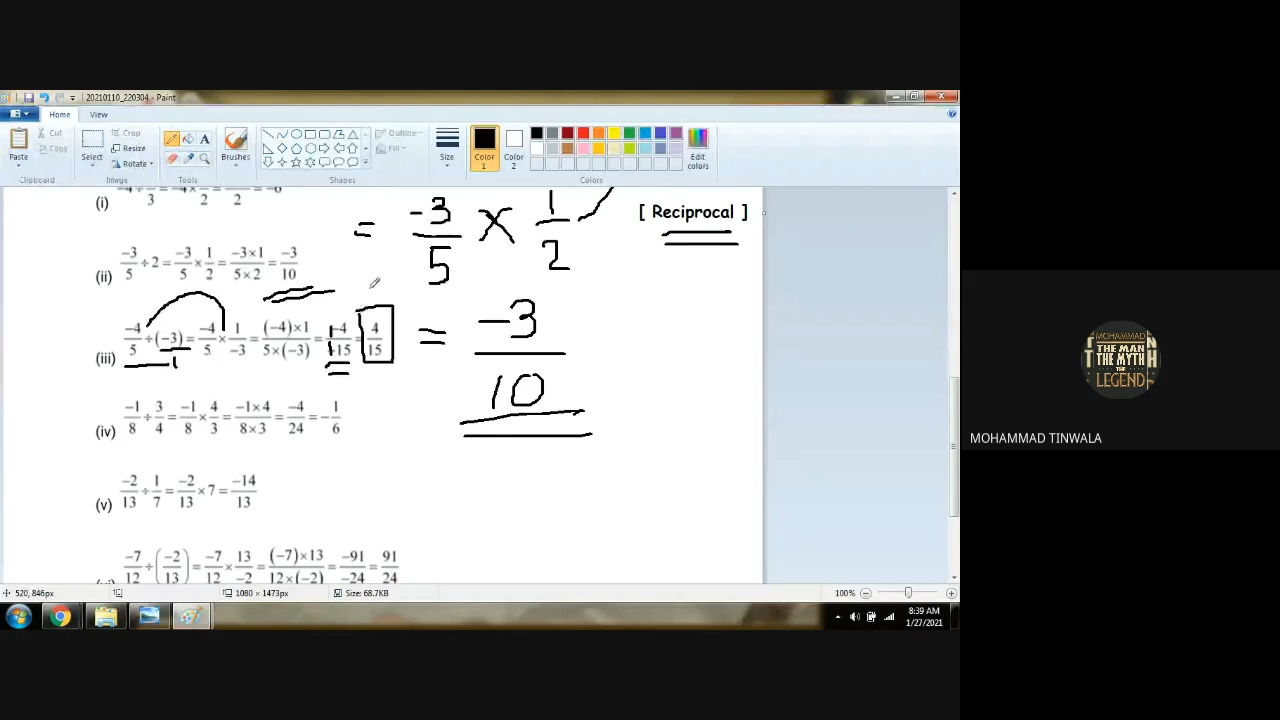 20210110_220304 - Paint
Home View
Paste Cut Copy Select Crop Resize Rotate A Brushes Outline Fill Size Color 1 Color 2 Edit colors
Clipboard Image Tools Shapes Colors
(i) -4 ÷ /3 = -4 × /2 = /2 = -6
= -3/5 × 1/2 [ Reciprocal ]
(ii) -3/5 ÷ 2 = -3/5 × 1/2 = -3×1/5×2 = -3/10
(iii) -4/5 ÷ (-3) = -4/5 × 1/-3 = (-4)×1/5×(-3) = -4/-15 = 4/15
1
= -3/10
(iv) -1/8 ÷ 3/4 = -1/8 × 4/3 = -1×4/8×3 = -4/24 = -1/6
(v) -2/13 ÷ 1/7 = -2/13 × 7 = -14/13
-7/12 ÷ (-2/13) = -7/12 × 13/-2 = (-7)×13/12×(-2) = -91/-24 = 91/24
520, 846px 1080 × 1473px Size: 68.7KB 100%
8:39 AM
1/27/2021
MOHAMMAD
THE MAN
THE MYTH
THE
LEGEND
MOHAMMAD TINWALA